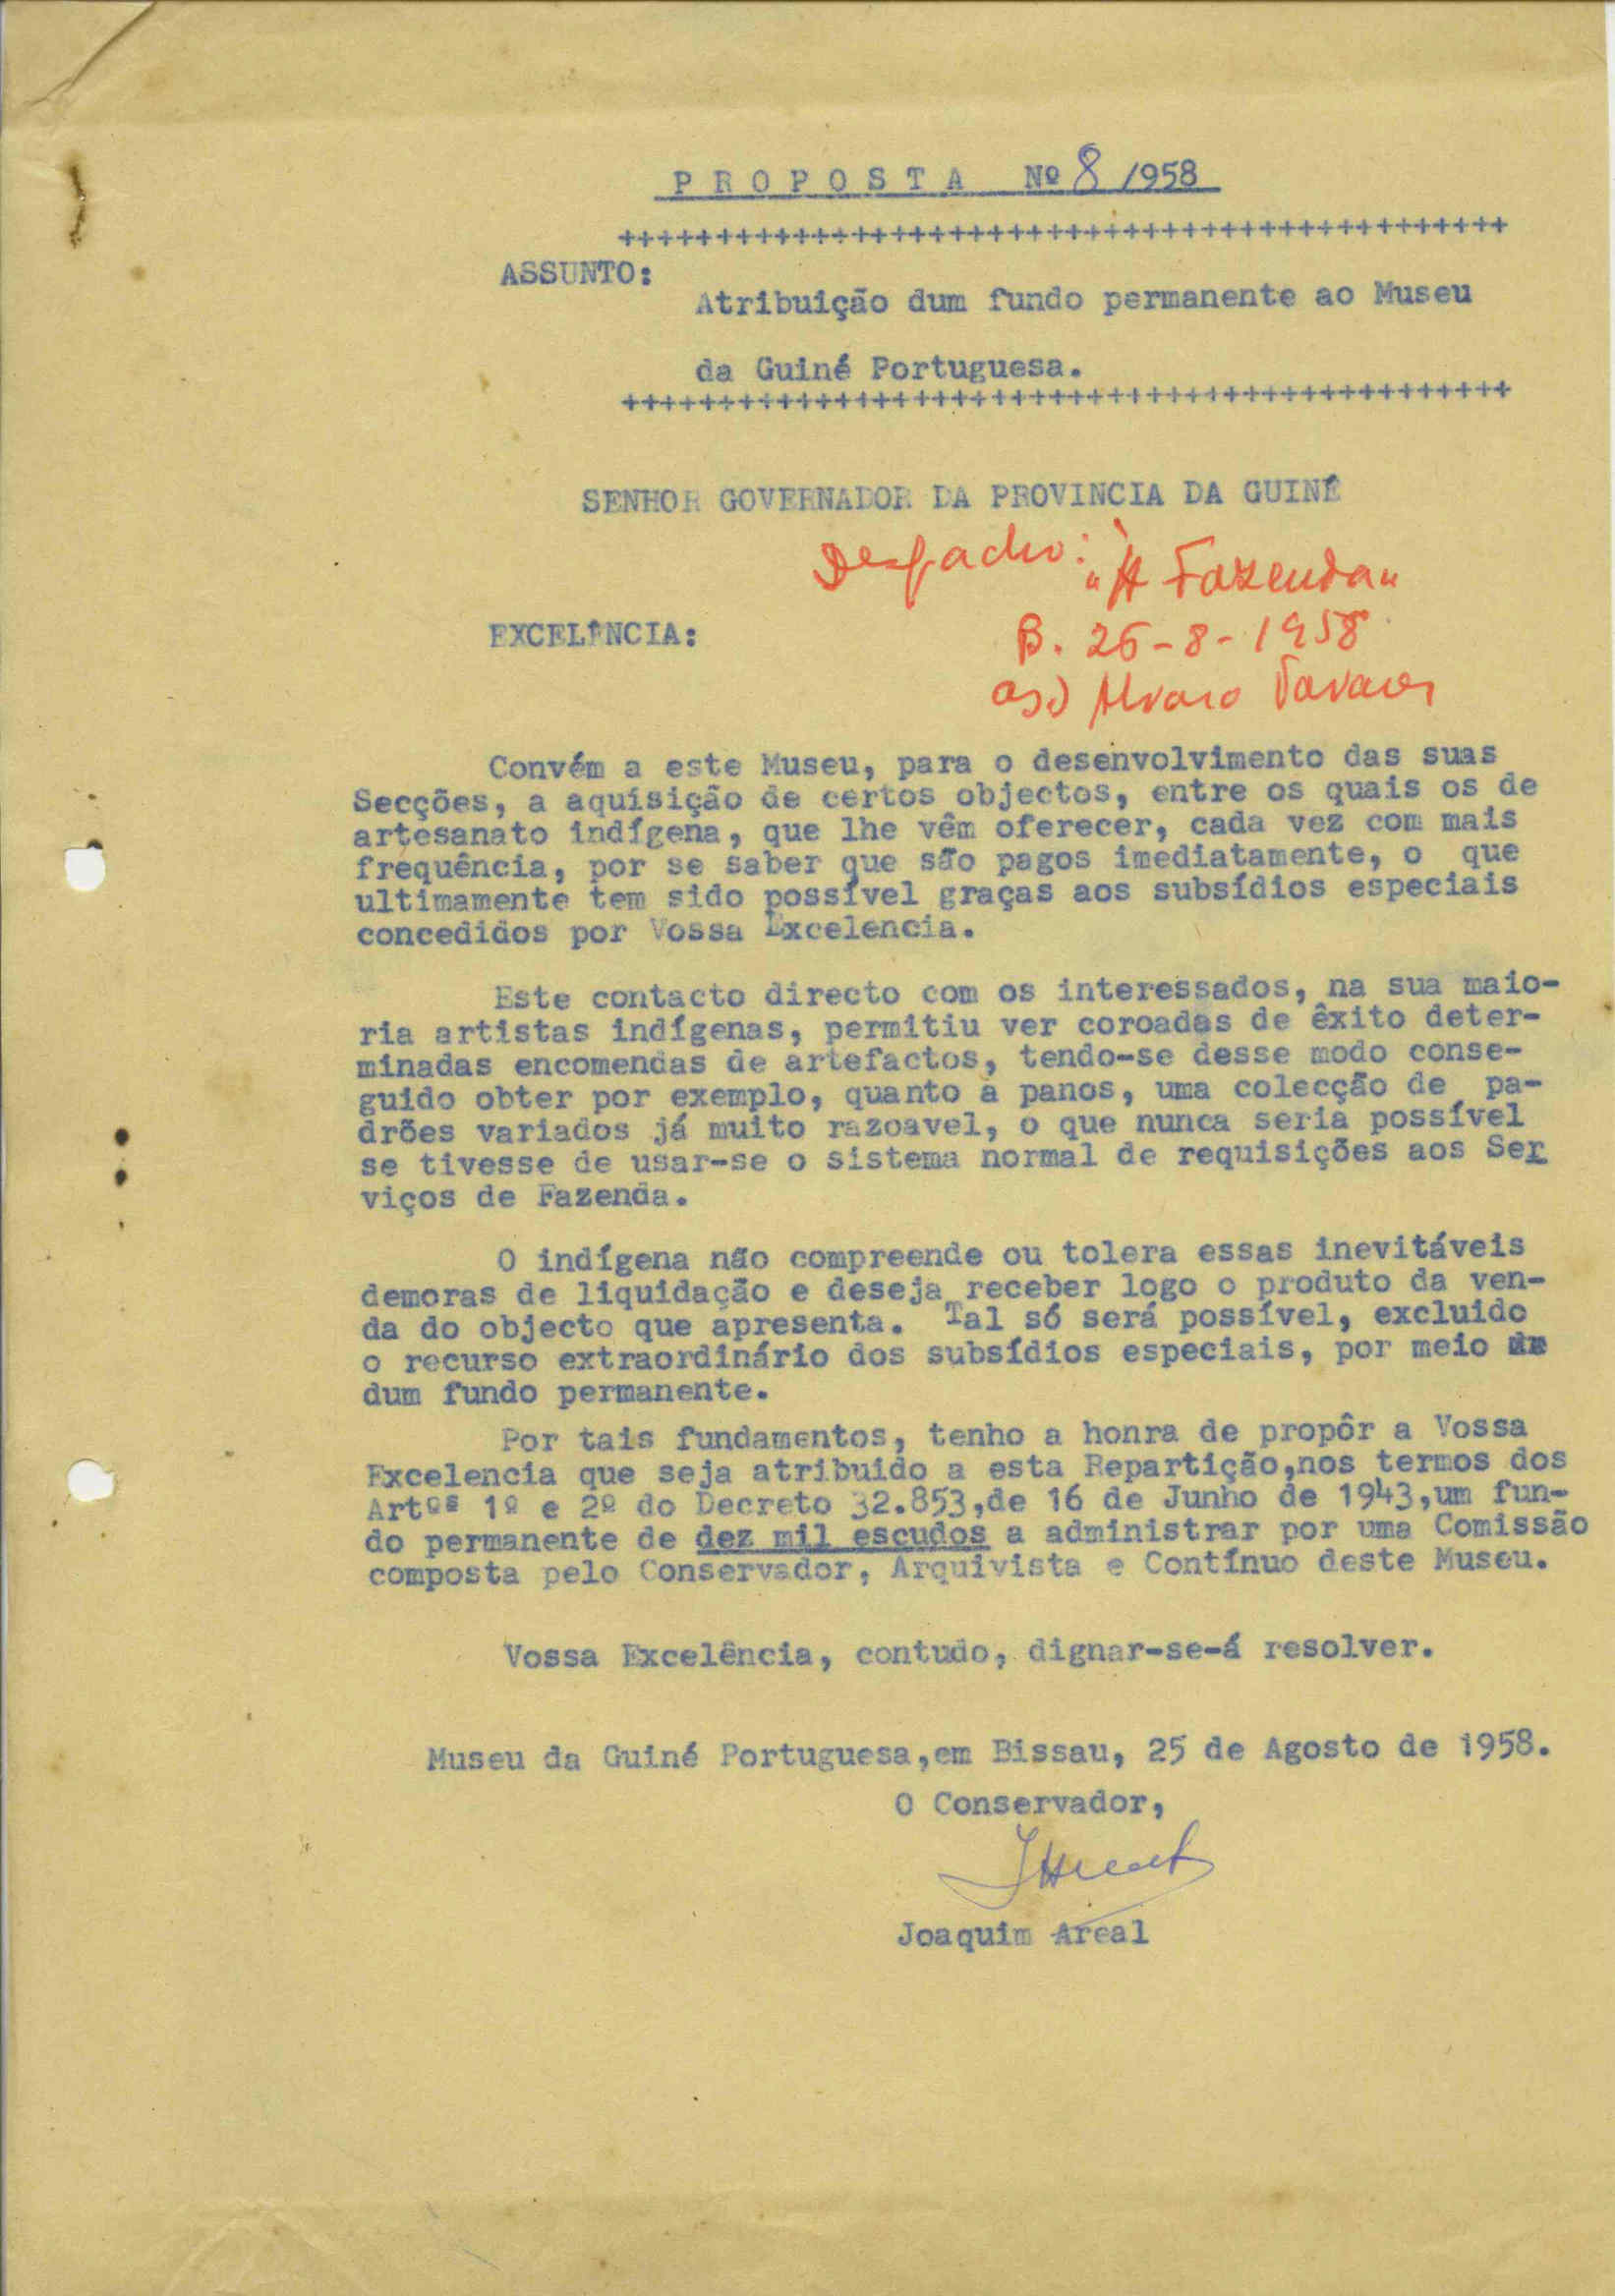 PROPOSTA Nº 8 /1958
++++++++++++++++++++++++++++++++++++++++++++++
ASSUNTO:
Atribuição dum fundo permanente ao Museu
da Guiné Portuguesa.
++++++++++++++++++++++++++++++++++++++++++++++
SENHOR GOVERNADOR DA PROVINCIA DA GUINÉ
Despacho: "À Fazenda"
EXCELÊNCIA:
B. 26-8-1958
as) Alvaro Tavares
Convém a este Museu, para o desenvolvimento das suas
Secções, a aquisição de certos objectos, entre os quais os de
artesanato indígena, que lhe vêm oferecer, cada vez com mais
frequência, por se saber que são pagos imediatamente, o que
ultimamente tem sido possível graças aos subsídios especiais
concedidos por Vossa Excelencia.
Este contacto directo com os interessados, na sua maio-
ria artistas indígenas, permitiu ver coroadas de êxito deter-
minadas encomendas de artefactos, tendo-se desse modo conse-
guido obter por exemplo, quanto à panos, uma colecção de pa-
drões variados já muito razoavel, o que nunca seria possível
se tivesse de usar-se o sistema normal de requisições aos Ser
viços de Fazenda.
O indígena não compreende ou tolera essas inevitáveis
demoras de liquidação e deseja receber logo o produto da ven-
da do objecto que apresenta. Tal só será possível, excluido
o recurso extraordinário dos subsídios especiais, por meio
dum fundo permanente.
Por tais fundamentos, tenho a honra de propôr a Vossa
Excelencia que seja atribuido a esta Repartição,nos termos dos
Artºs 1º e 2º do Decreto 32.853,de 16 de Junho de 1943,um fun-
do permanente de dez mil escudos a administrar por uma Comissão
composta pelo Conservador, Arquivista e Contínuo deste Museu.
Vossa Excelência, contudo, dignar-se-á resolver.
Museu da Guiné Portuguesa,em Bissau, 25 de Agosto de 1958.
O Conservador,
Joaquim Areal